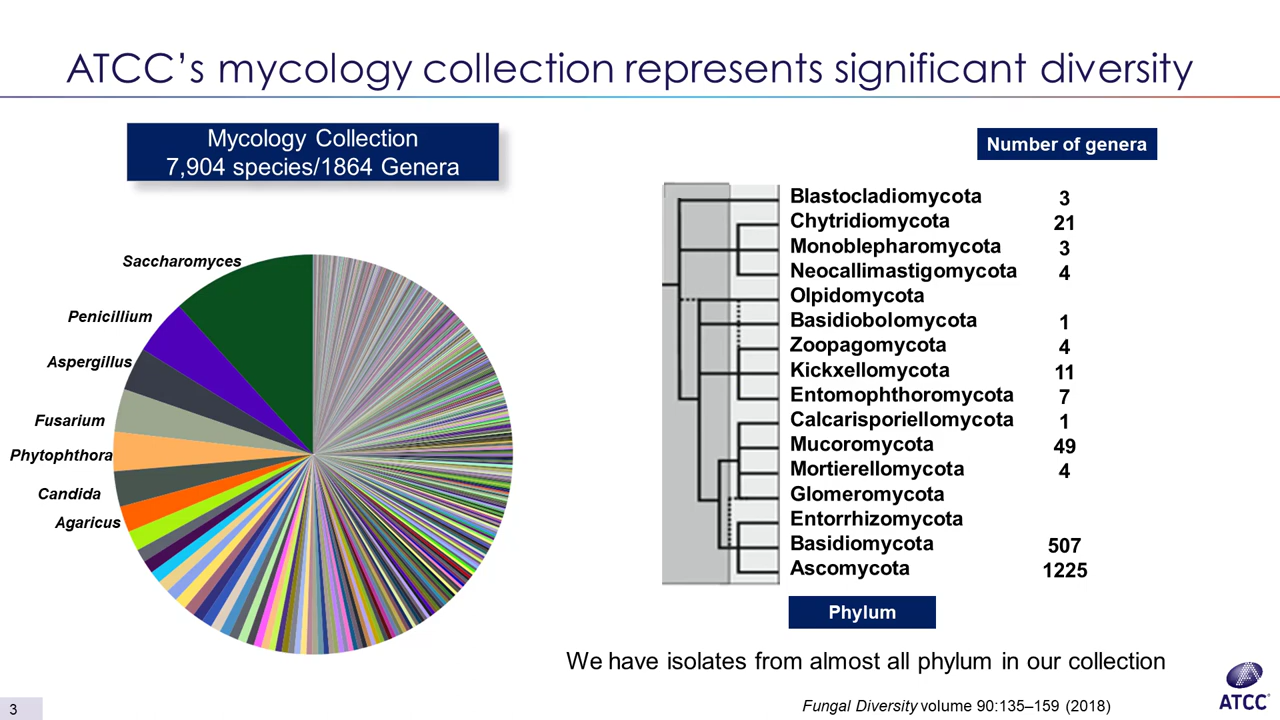 ATCC’s mycology collection represents significant diversity
Mycology Collection
7,904 species/1864 Genera
Saccharomyces
Penicillium
Aspergillus
Fusarium
Phytophthora
Candida
Agaricus
Number of genera
Blastocladiomycota 3
Chytridiomycota 21
Monoblepharomycota 3
Neocallimastigomycota 4
Olpidomycota
Basidiobolomycota 1
Zoopagomycota 4
Kickxellomycota 11
Entomophthoromycota 7
Calcarisporiellomycota 1
Mucoromycota 49
Mortierellomycota 4
Glomeromycota
Entorrhizomycota
Basidiomycota 507
Ascomycota 1225
Phylum
We have isolates from almost all phylum in our collection
Fungal Diversity volume 90:135–159 (2018)
ATCC
3